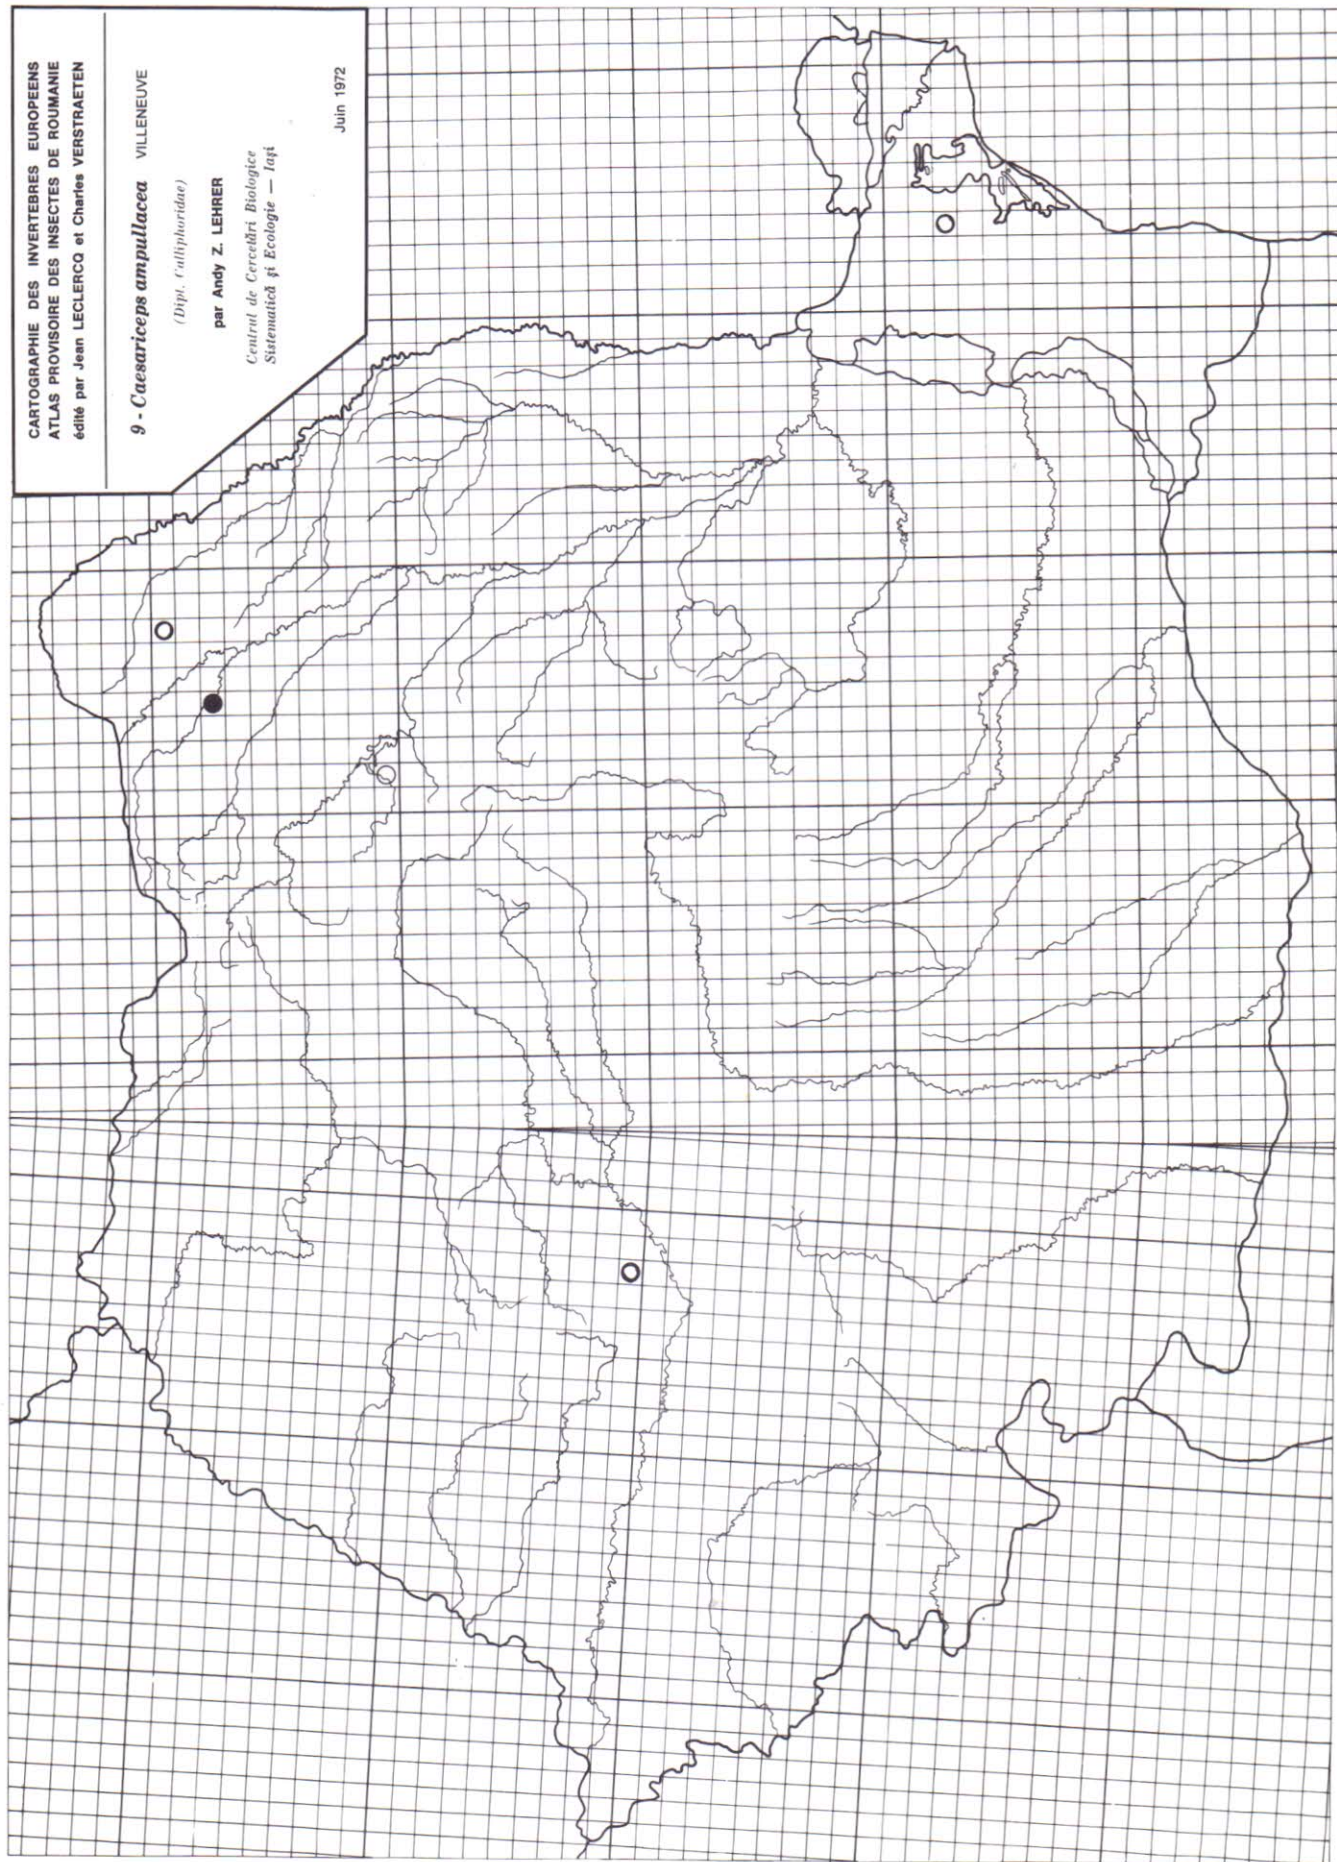 CARTOGRAPHIE DES INVERTEBRES EUROPEENS
ATLAS PROVISOIRE DES INSECTES DE ROUMANIE
édité par Jean LECLERCQ et Charles VERSTRAETEN
9 - Caesariceps ampullacea VILLENEUVE
(Dipt. Calliphoridae)
par Andy Z. LEHRER
Centrul de Cercetări Biologice
Sistematică şi Ecologie — Iaşi
Juin 1972